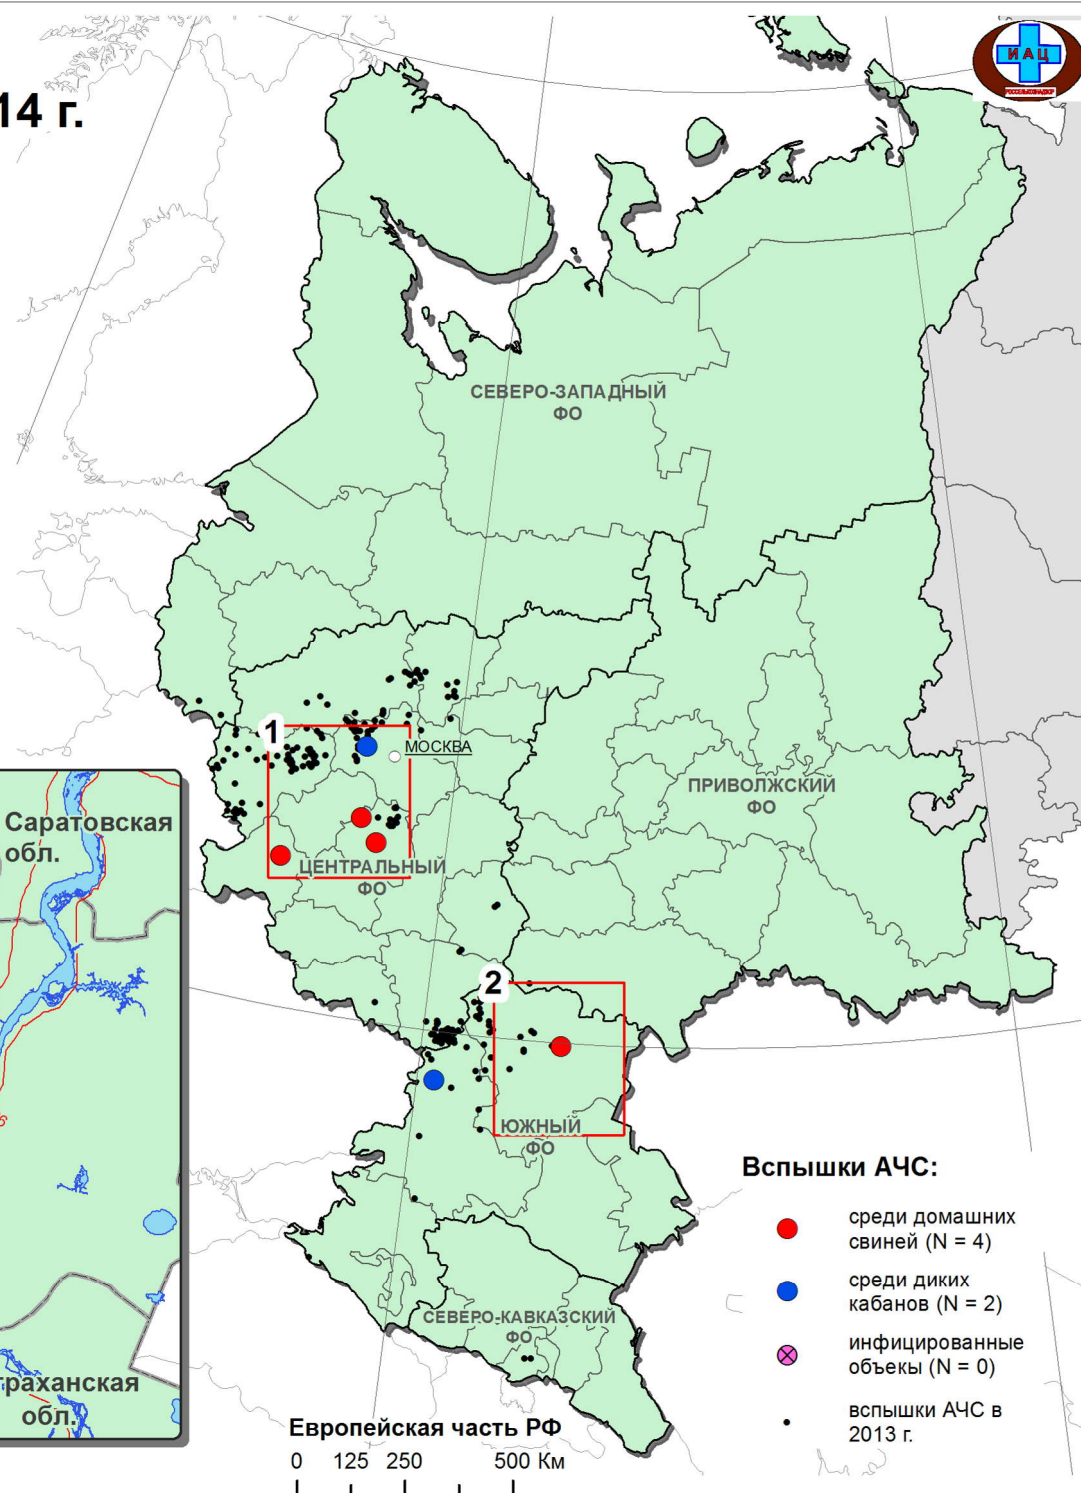 14 г.
ИАЦ
РОССЕЛЬХОЗНАДЗОР
СЕВЕРО-ЗАПАДНЫЙ
ФО
1
МОСКВА
ПРИВОЛЖСКИЙ
ФО
ЦЕНТРАЛЬНЫЙ
ФО
Саратовская
обл.
2
ЮЖНЫЙ
ФО
Вспышки АЧС:
среди домашних
свиней (N = 4)
среди диких
кабанов (N = 2)
инфицированные
объекы (N = 0)
вспышки АЧС в
2013 г.
СЕВЕРО-КАВКАЗСКИЙ
ФО
траханская
обл.
Европейская часть РФ
0 125 250 500 Км